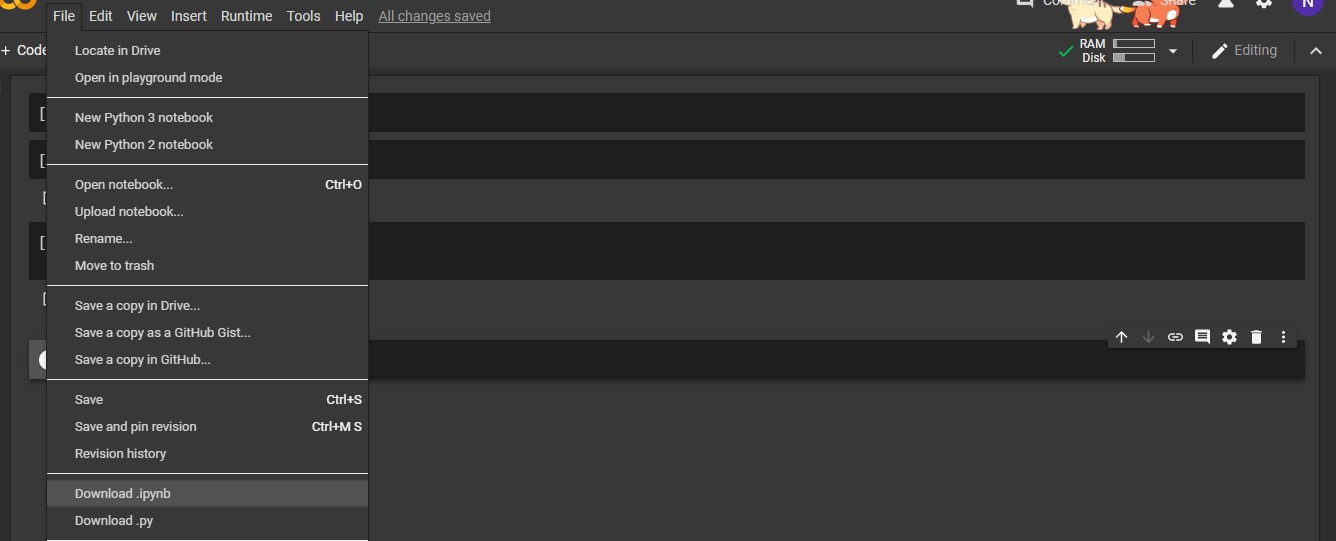 File Edit View Insert Runtime Tools Help All changes saved
Share N
+ Code
RAM
Disk
Editing
Locate in Drive
Open in playground mode
New Python 3 notebook
New Python 2 notebook
Open notebook... Ctrl+O
Upload notebook...
Rename...
Move to trash
Save a copy in Drive...
Save a copy as a GitHub Gist...
Save a copy in GitHub...
Save Ctrl+S
Save and pin revision Ctrl+M S
Revision history
Download .ipynb
Download .py
[
[
[
[
[